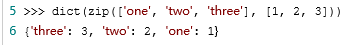 5 >>> dict(zip(['one', 'two', 'three'], [1, 2, 3]))
6 {'three': 3, 'two': 2, 'one': 1}